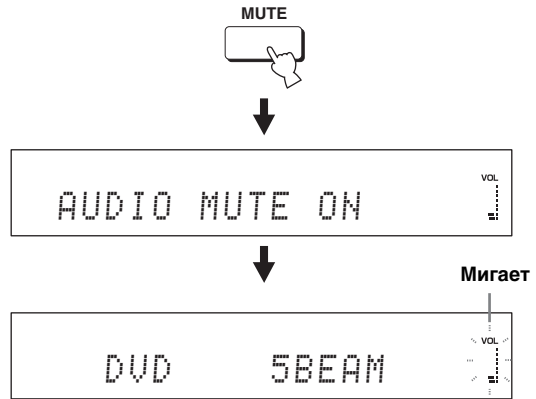 MUTE
VOL
AUDIO MUTE ON
Мигает
VOL
DVD 5BEAM